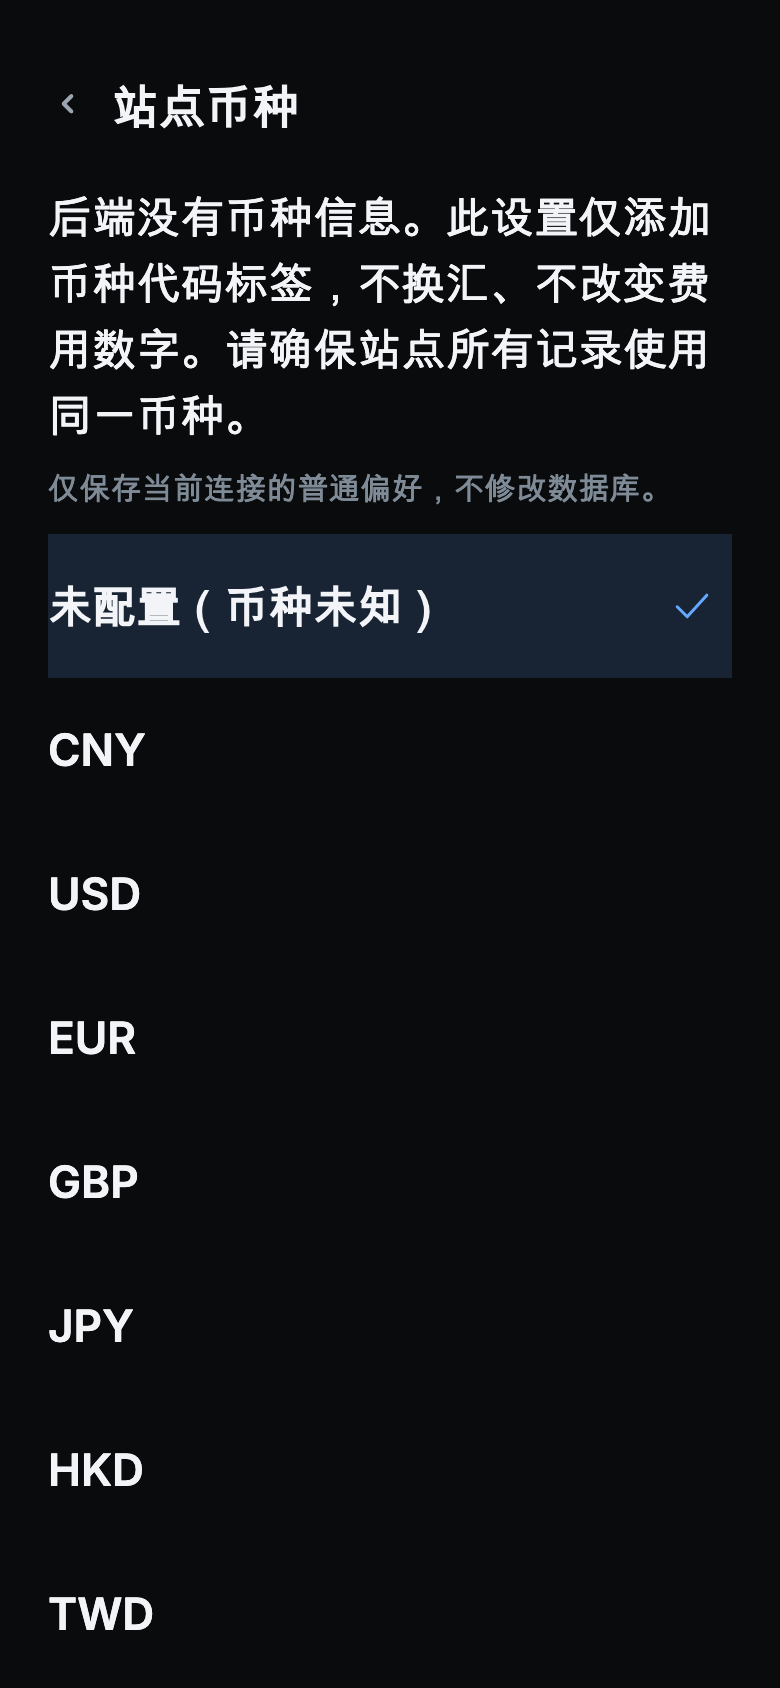 站点币种
后端没有币种信息。此设置仅添加
币种代码标签，不换汇、不改变费
用数字。请确保站点所有记录使用
同一币种。
仅保存当前连接的普通偏好，不修改数据库。
未配置（币种未知）
CNY
USD
EUR
GBP
JPY
HKD
TWD